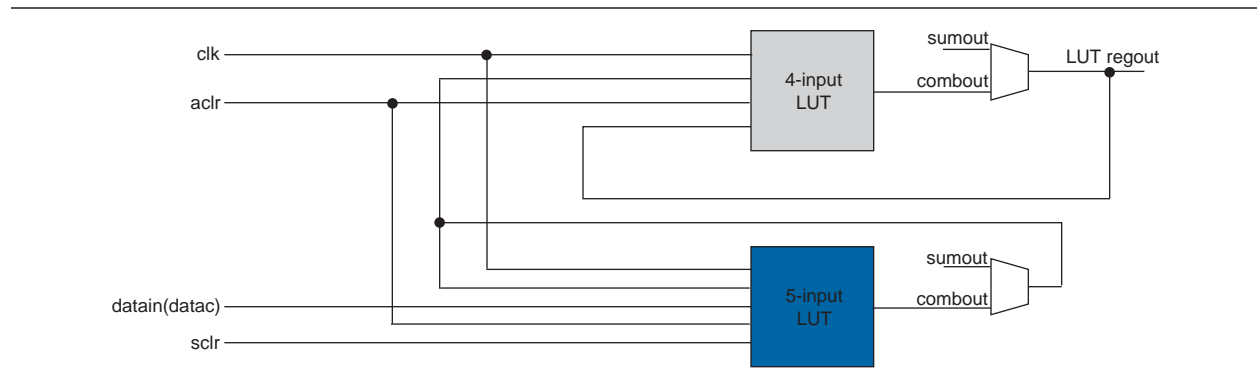 clk
aclr
4-input
LUT
sumout
combout
LUT regout
datain(datac)
sclr
5-input
LUT
sumout
combout